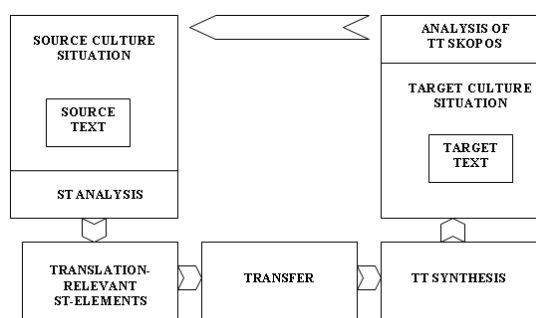 SOURCE CULTURE
SITUATION
SOURCE
TEXT
ST ANALYSIS
ANALYSIS OF
TT SKOPOS
TARGET CULTURE
SITUATION
TARGET
TEXT
TRANSLATION-
RELEVANT
ST-ELEMENTS
TRANSFER
TT SYNTHESIS